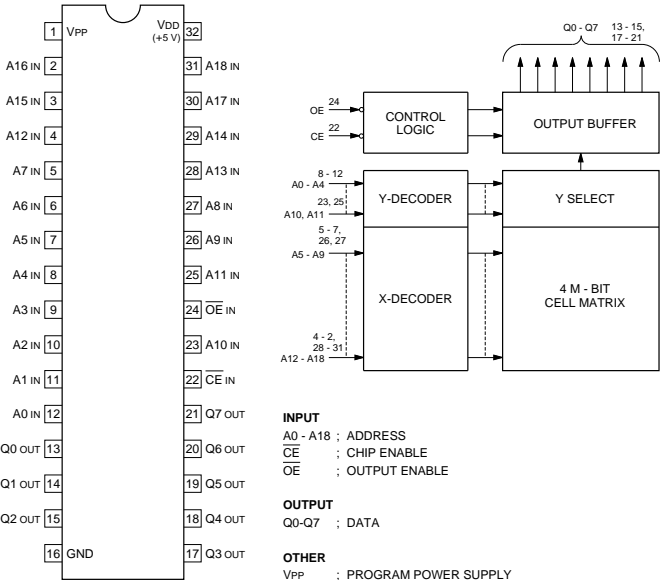 1 VPP
VDD 32
(+5 V)
A16 IN 2
31 A18 IN
A15 IN 3
30 A17 IN
A12 IN 4
29 A14 IN
A7 IN 5
28 A13 IN
A6 IN 6
27 A8 IN
A5 IN 7
26 A9 IN
A4 IN 8
25 A11 IN
A3 IN 9
24 OE IN
A2 IN 10
23 A10 IN
A1 IN 11
22 CE IN
A0 IN 12
21 Q7 OUT
Q0 OUT 13
20 Q6 OUT
Q1 OUT 14
19 Q5 OUT
Q2 OUT 15
18 Q4 OUT
16 GND
17 Q3 OUT
Q0 - Q7 13 - 15,
17 - 21
OE 24
CE 22
CONTROL
LOGIC
OUTPUT BUFFER
8 - 12
A0 - A4
23, 25
A10, A11
Y-DECODER
Y SELECT
5 - 7,
26, 27
A5 - A9
X-DECODER
4 M - BIT
CELL MATRIX
4 - 2,
28 - 31
A12 - A18
INPUT
A0 - A18 ; ADDRESS
CE ; CHIP ENABLE
OE ; OUTPUT ENABLE
OUTPUT
Q0-Q7 ; DATA
OTHER
VPP ; PROGRAM POWER SUPPLY